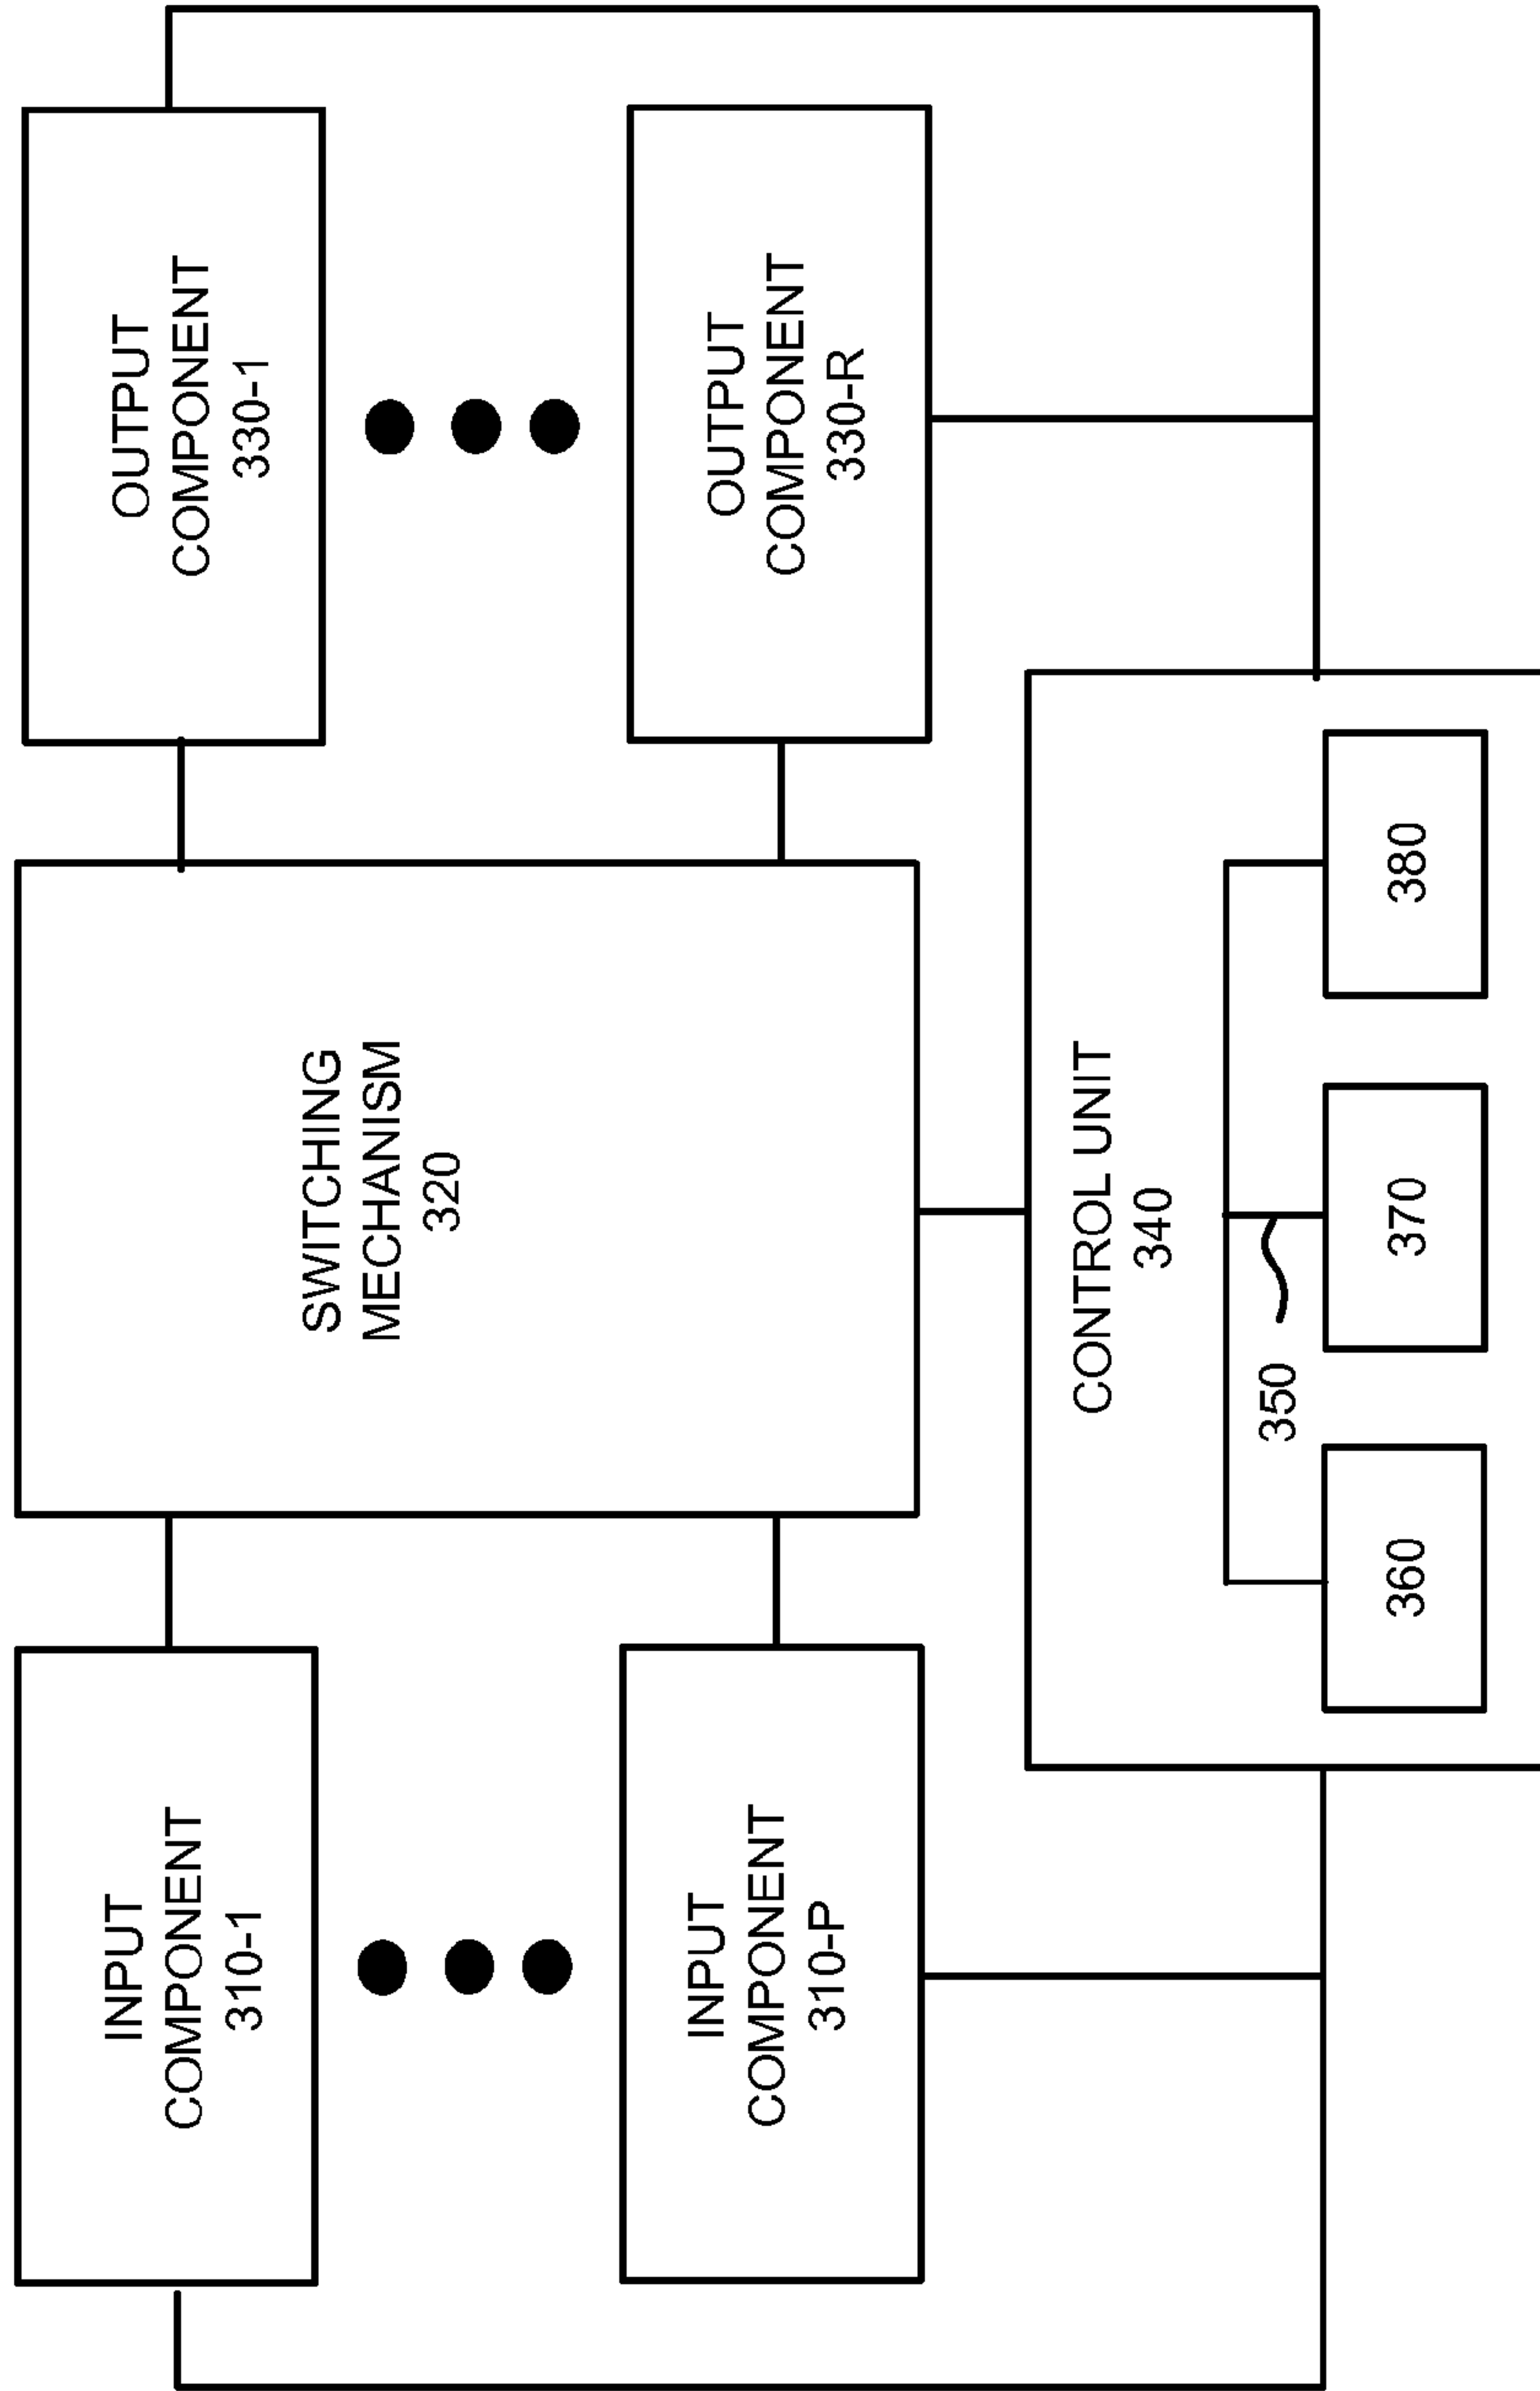 INPUT
COMPONENT
310-1
INPUT
COMPONENT
310-P
SWITCHING
MECHANISM
320
OUTPUT
COMPONENT
330-1
OUTPUT
COMPONENT
330-R
CONTROL UNIT
340
350
360
370
380